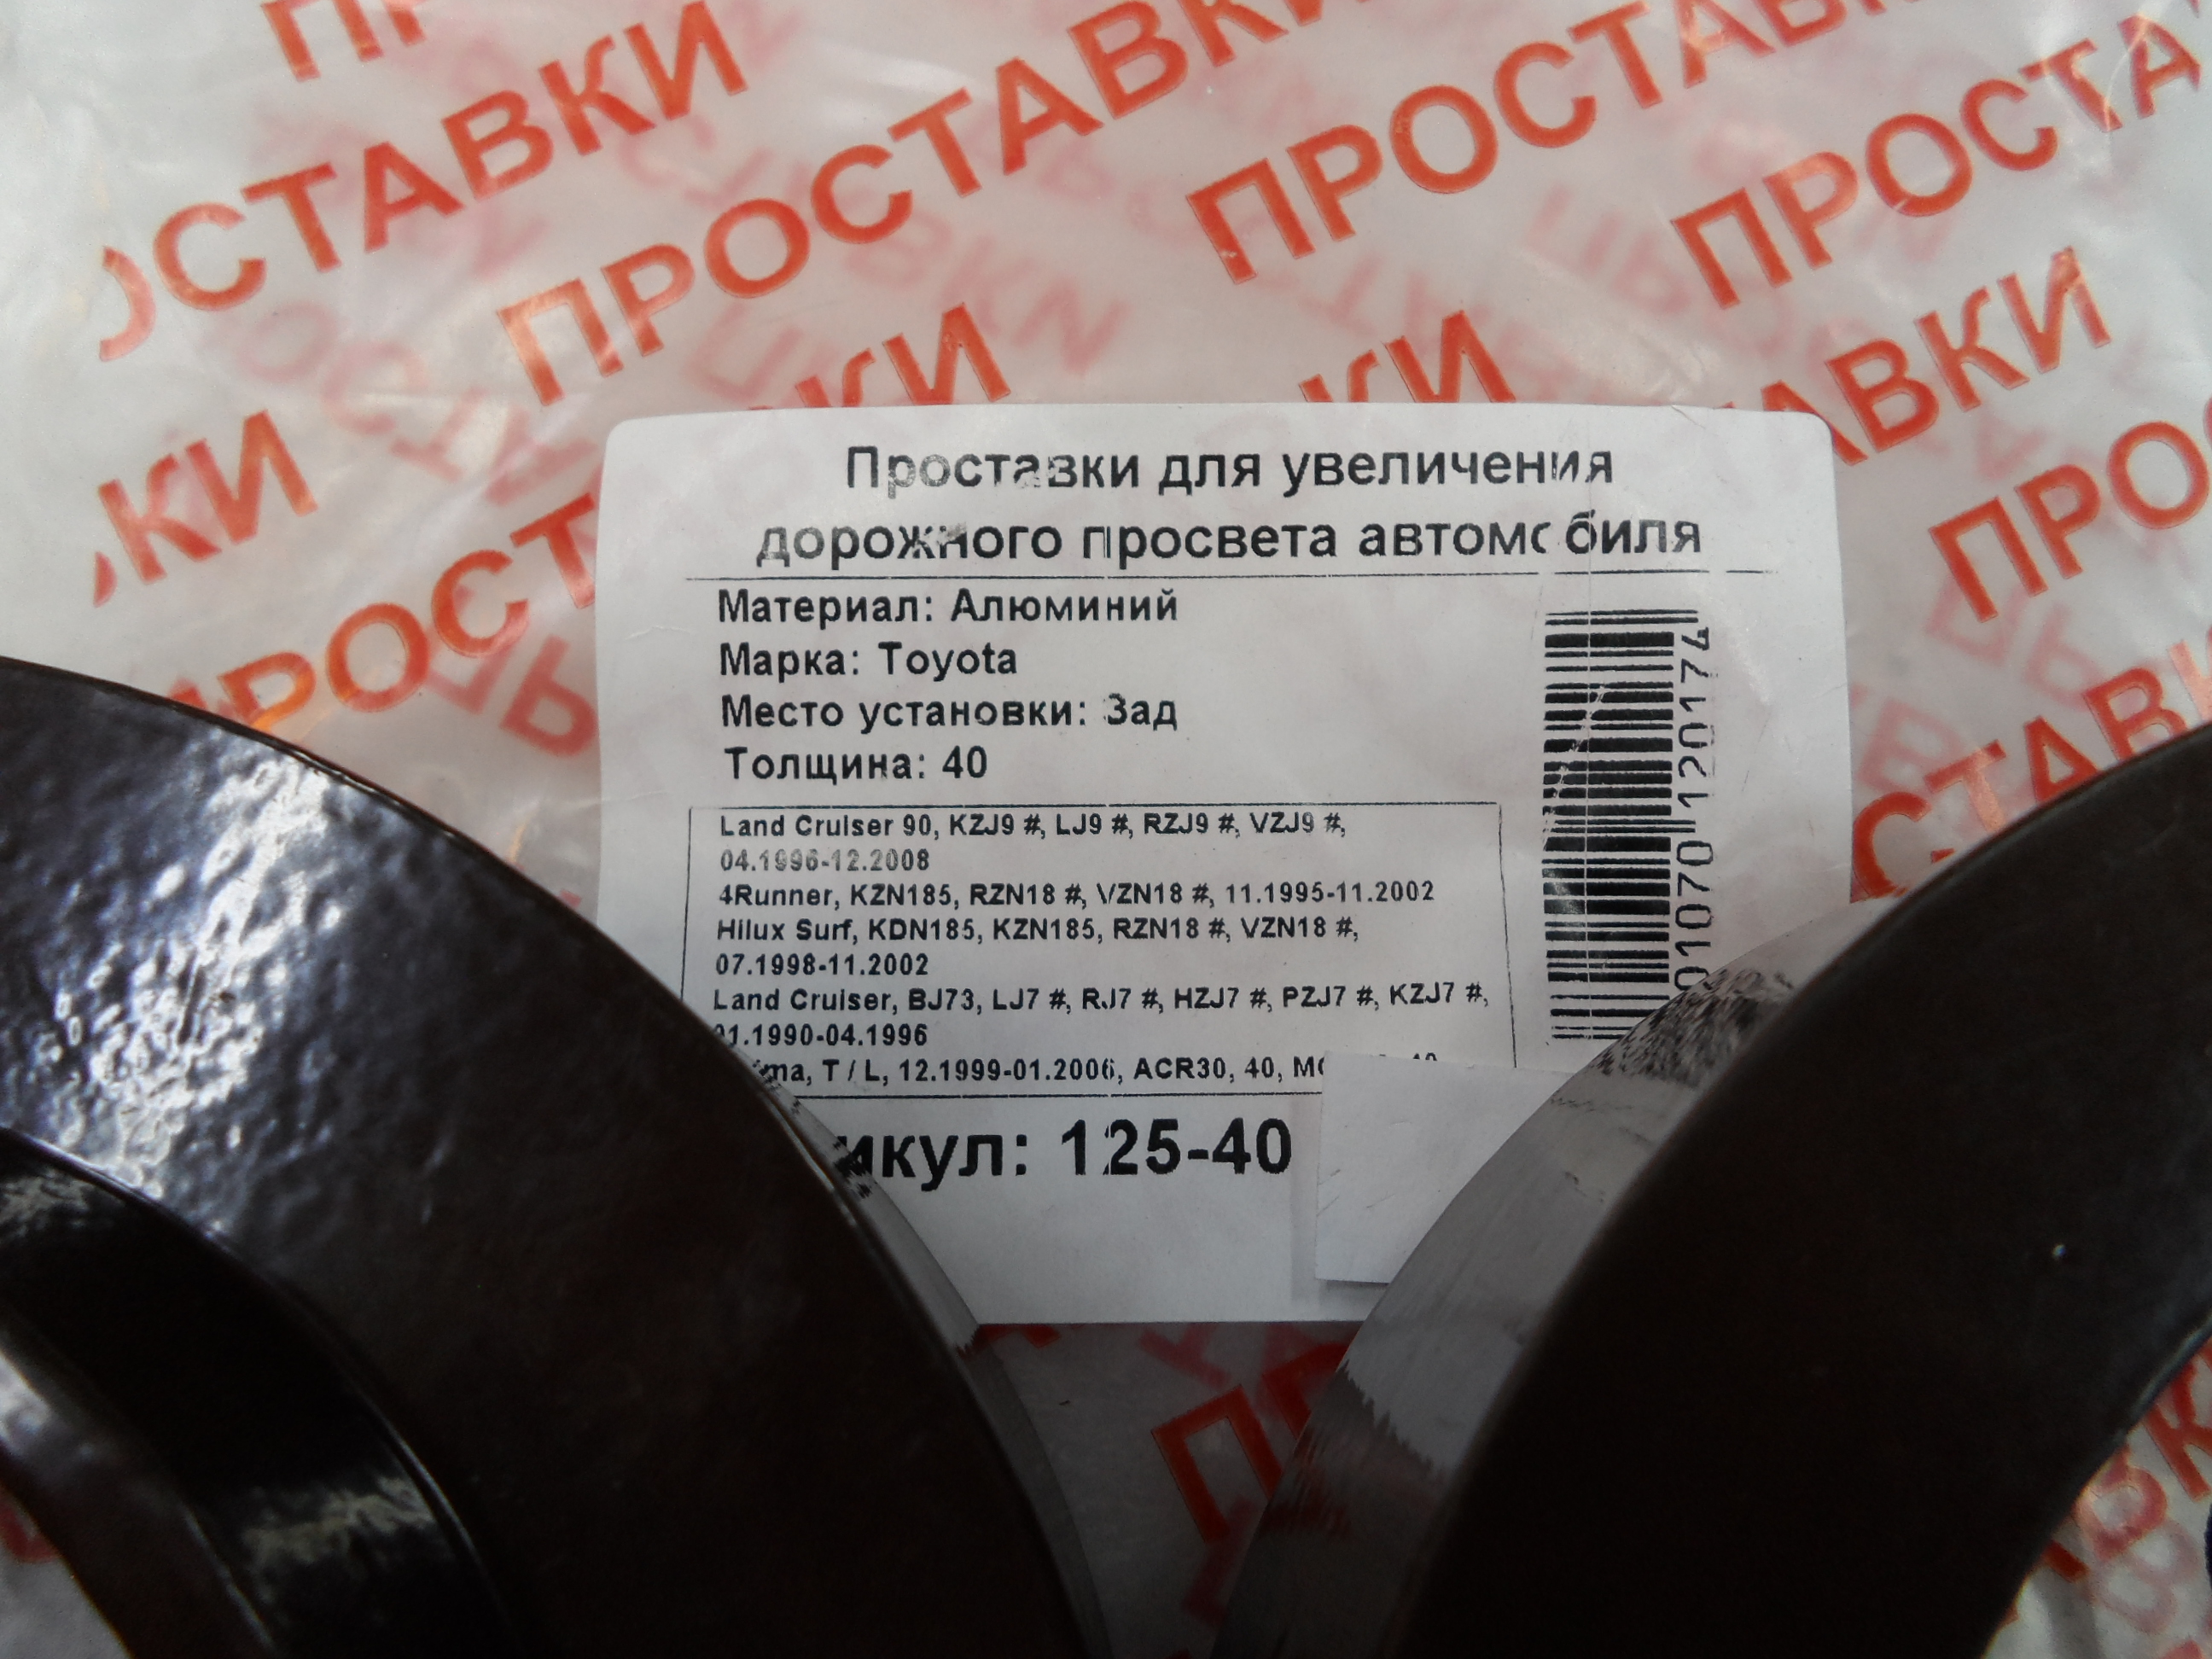 ПРОСТАВКИ
ПРОСТАВКИ
Проставки для увеличения
дорожного просвета автомобиля
Материал: Алюминий
Марка: Toyota
Место установки: Зад
Толщина: 40
Land Cruiser 90, KZJ9 #, LJ9 #, RZJ9 #, VZJ9 #,
04.1996-12.2008
4Runner, KZN185, RZN18 #, VZN18 #, 11.1995-11.2002
Hilux Surf, KDN185, KZN185, RZN18 #, VZN18 #,
07.1998-11.2002
Land Cruiser, BJ73, LJ7 #, RJ7 #, HZJ7 #, PZJ7 #, KZJ7 #,
01.1990-04.1996
T / L, 12.1999-01.2006, ACR30, 40,
125-40